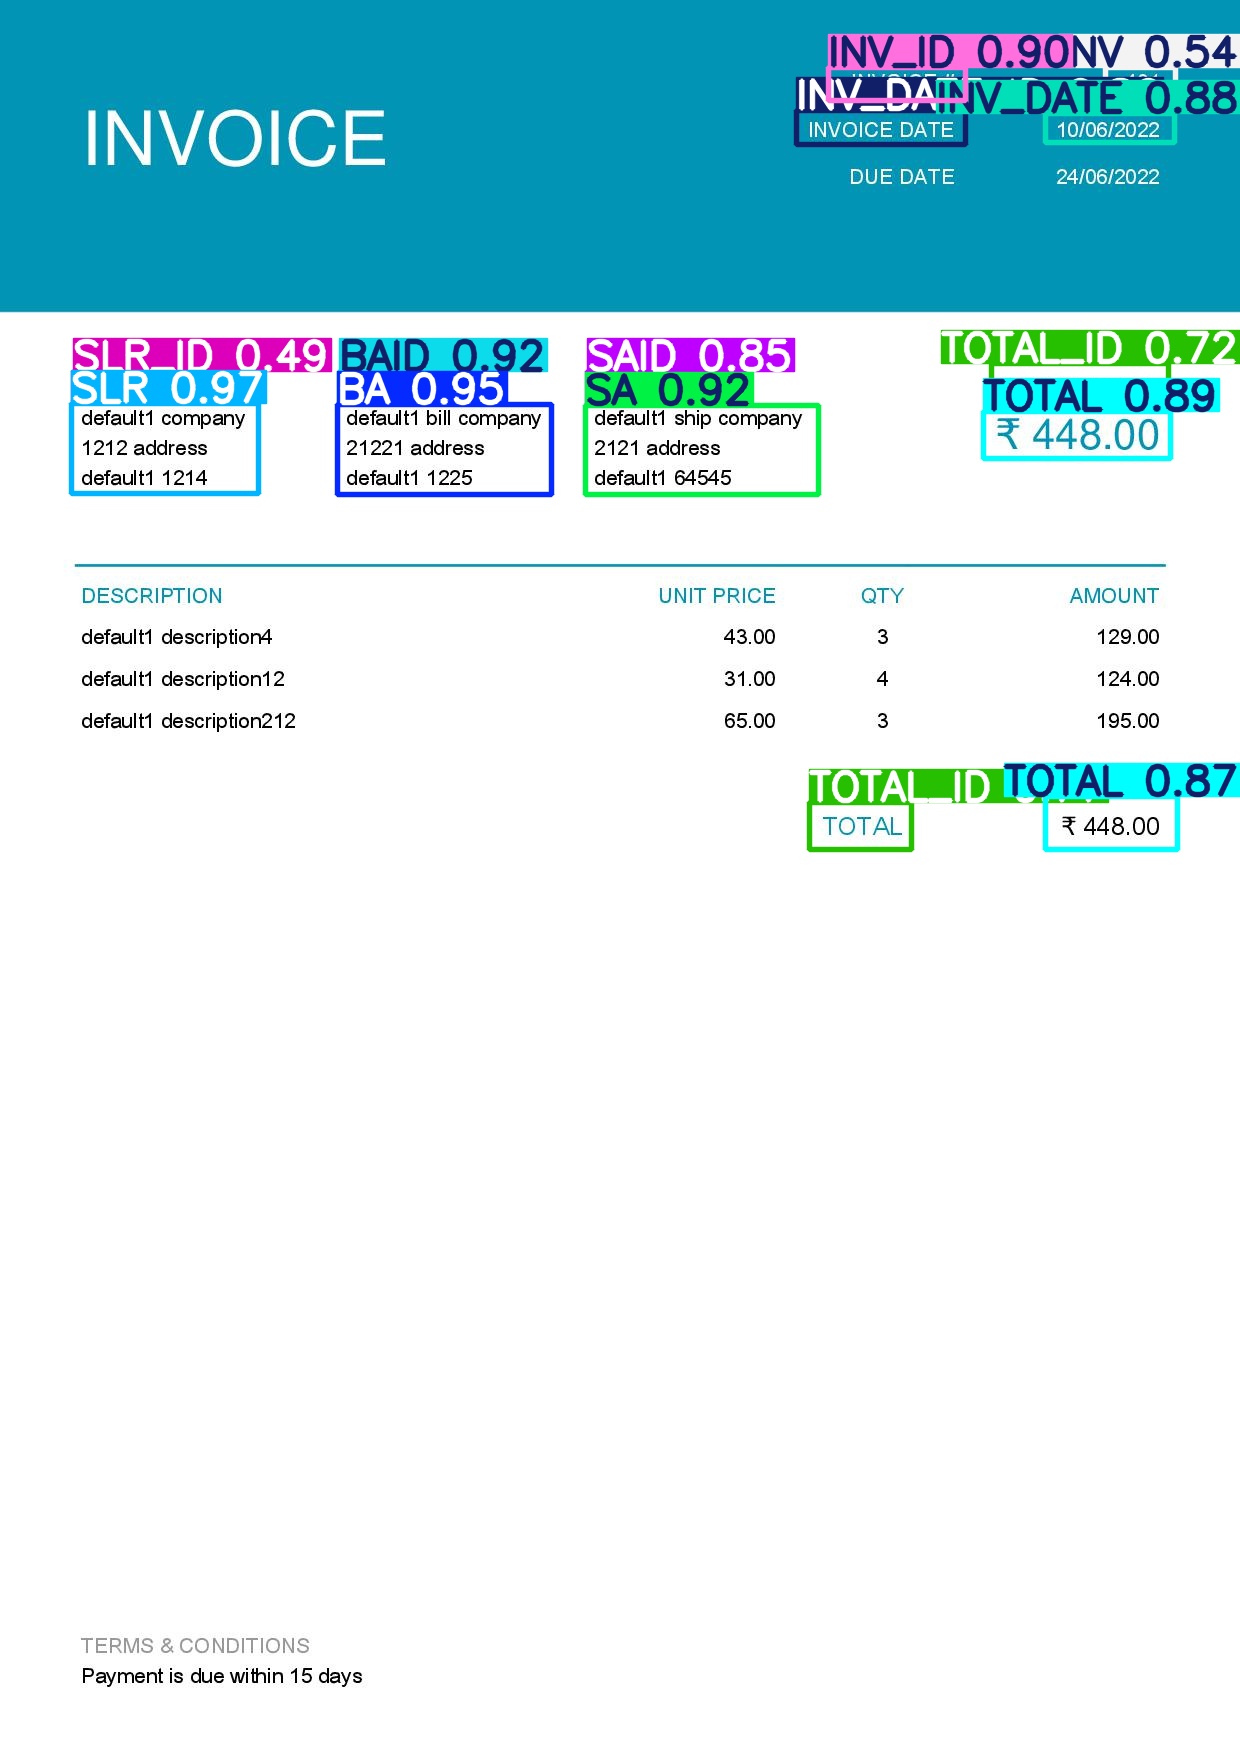 INV_ID 0.90
NV 0.54
INV_DA
INV_DATE 0.88
INVOICE
INVOICE DATE 10/06/2022
DUE DATE 24/06/2022
SLR_ID 0.49 BAID 0.92 SAID 0.85 TOTAL_ID 0.72
SLR 0.97 BA 0.95 SA 0.92 TOTAL 0.89
default1 company default1 bill company default1 ship company ₹ 448.00
1212 address 21221 address 2121 address
default1 1214 default1 1225 default1 64545
DESCRIPTION UNIT PRICE QTY AMOUNT
default1 description4 43.00 3 129.00
default1 description12 31.00 4 124.00
default1 description212 65.00 3 195.00
TOTAL_ID TOTAL 0.87
TOTAL ₹ 448.00
TERMS & CONDITIONS
Payment is due within 15 days